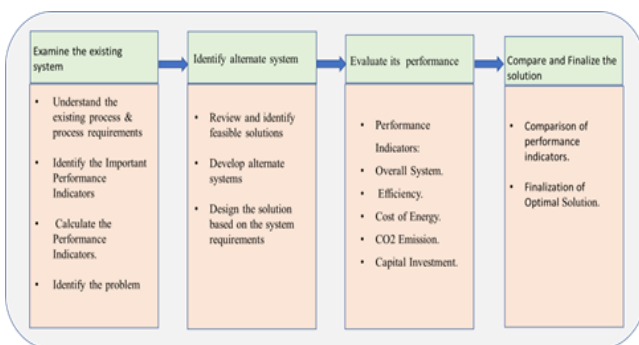 Examine the existing
system
• Understand the
existing process &
process requirements
• Identify the Important
Performance
Indicators
• Calculate the
Performance
Indicators.
• Identify the problem
Identify alternate system
• Review and identify
feasible solutions
• Develop alternate
systems
• Design the solution
based on the system
requirements
Evaluate its performance
• Performance
Indicators:
• Overall System.
• Efficiency.
• Cost of Energy.
• CO2 Emission.
• Capital Investment.
Compare and Finalize the
solution
• Comparison of
performance
indicators.
• Finalization of
Optimal Solution.